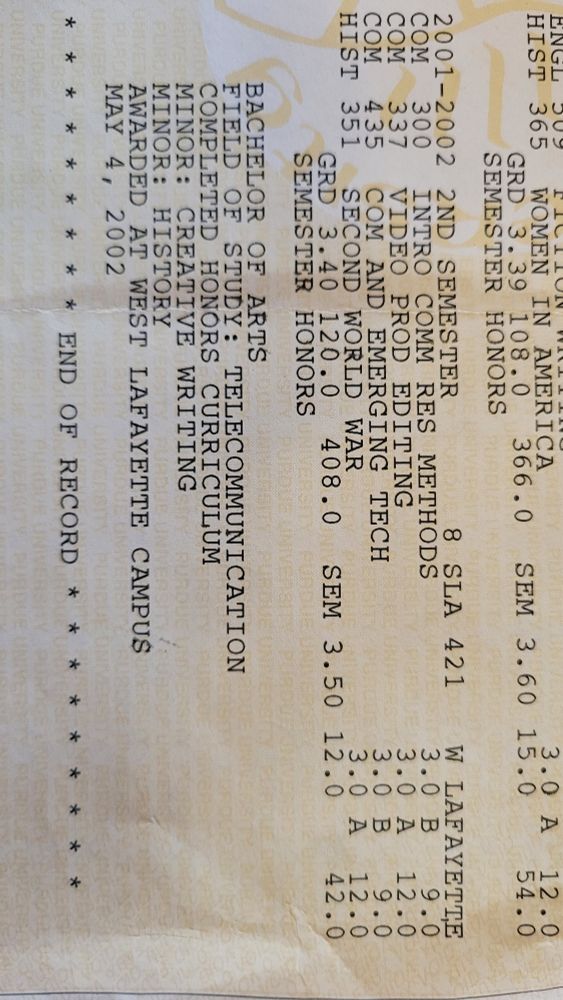 ENGL 509 FICTION WRITING
HIST 365 WOMEN IN AMERICA 3.0 A 12.0
GRD 3.39 108.0 366.0 SEM 3.60 15.0 54.0
SEMESTER HONORS
2001-2002 2ND SEMESTER 8 SLA 421 W LAFAYETTE
COM 300 INTRO COMM RES METHODS 3.0 B 9.0
COM 337 VIDEO PROD EDITING 3.0 A 12.0
COM 435 COM AND EMERGING TECH 3.0 B 9.0
HIST 351 SECOND WORLD WAR 3.0 A 12.0
GRD 3.40 120.0 408.0 SEM 3.50 12.0 42.0
SEMESTER HONORS
BACHELOR OF ARTS
FIELD OF STUDY: TELECOMMUNICATION
COMPLETED HONORS CURRICULUM
MINOR: CREATIVE WRITING
MINOR: HISTORY
AWARDED AT WEST LAFAYETTE CAMPUS
MAY 4, 2002
* * * * * * * * * END OF RECORD * * * * * * * * *